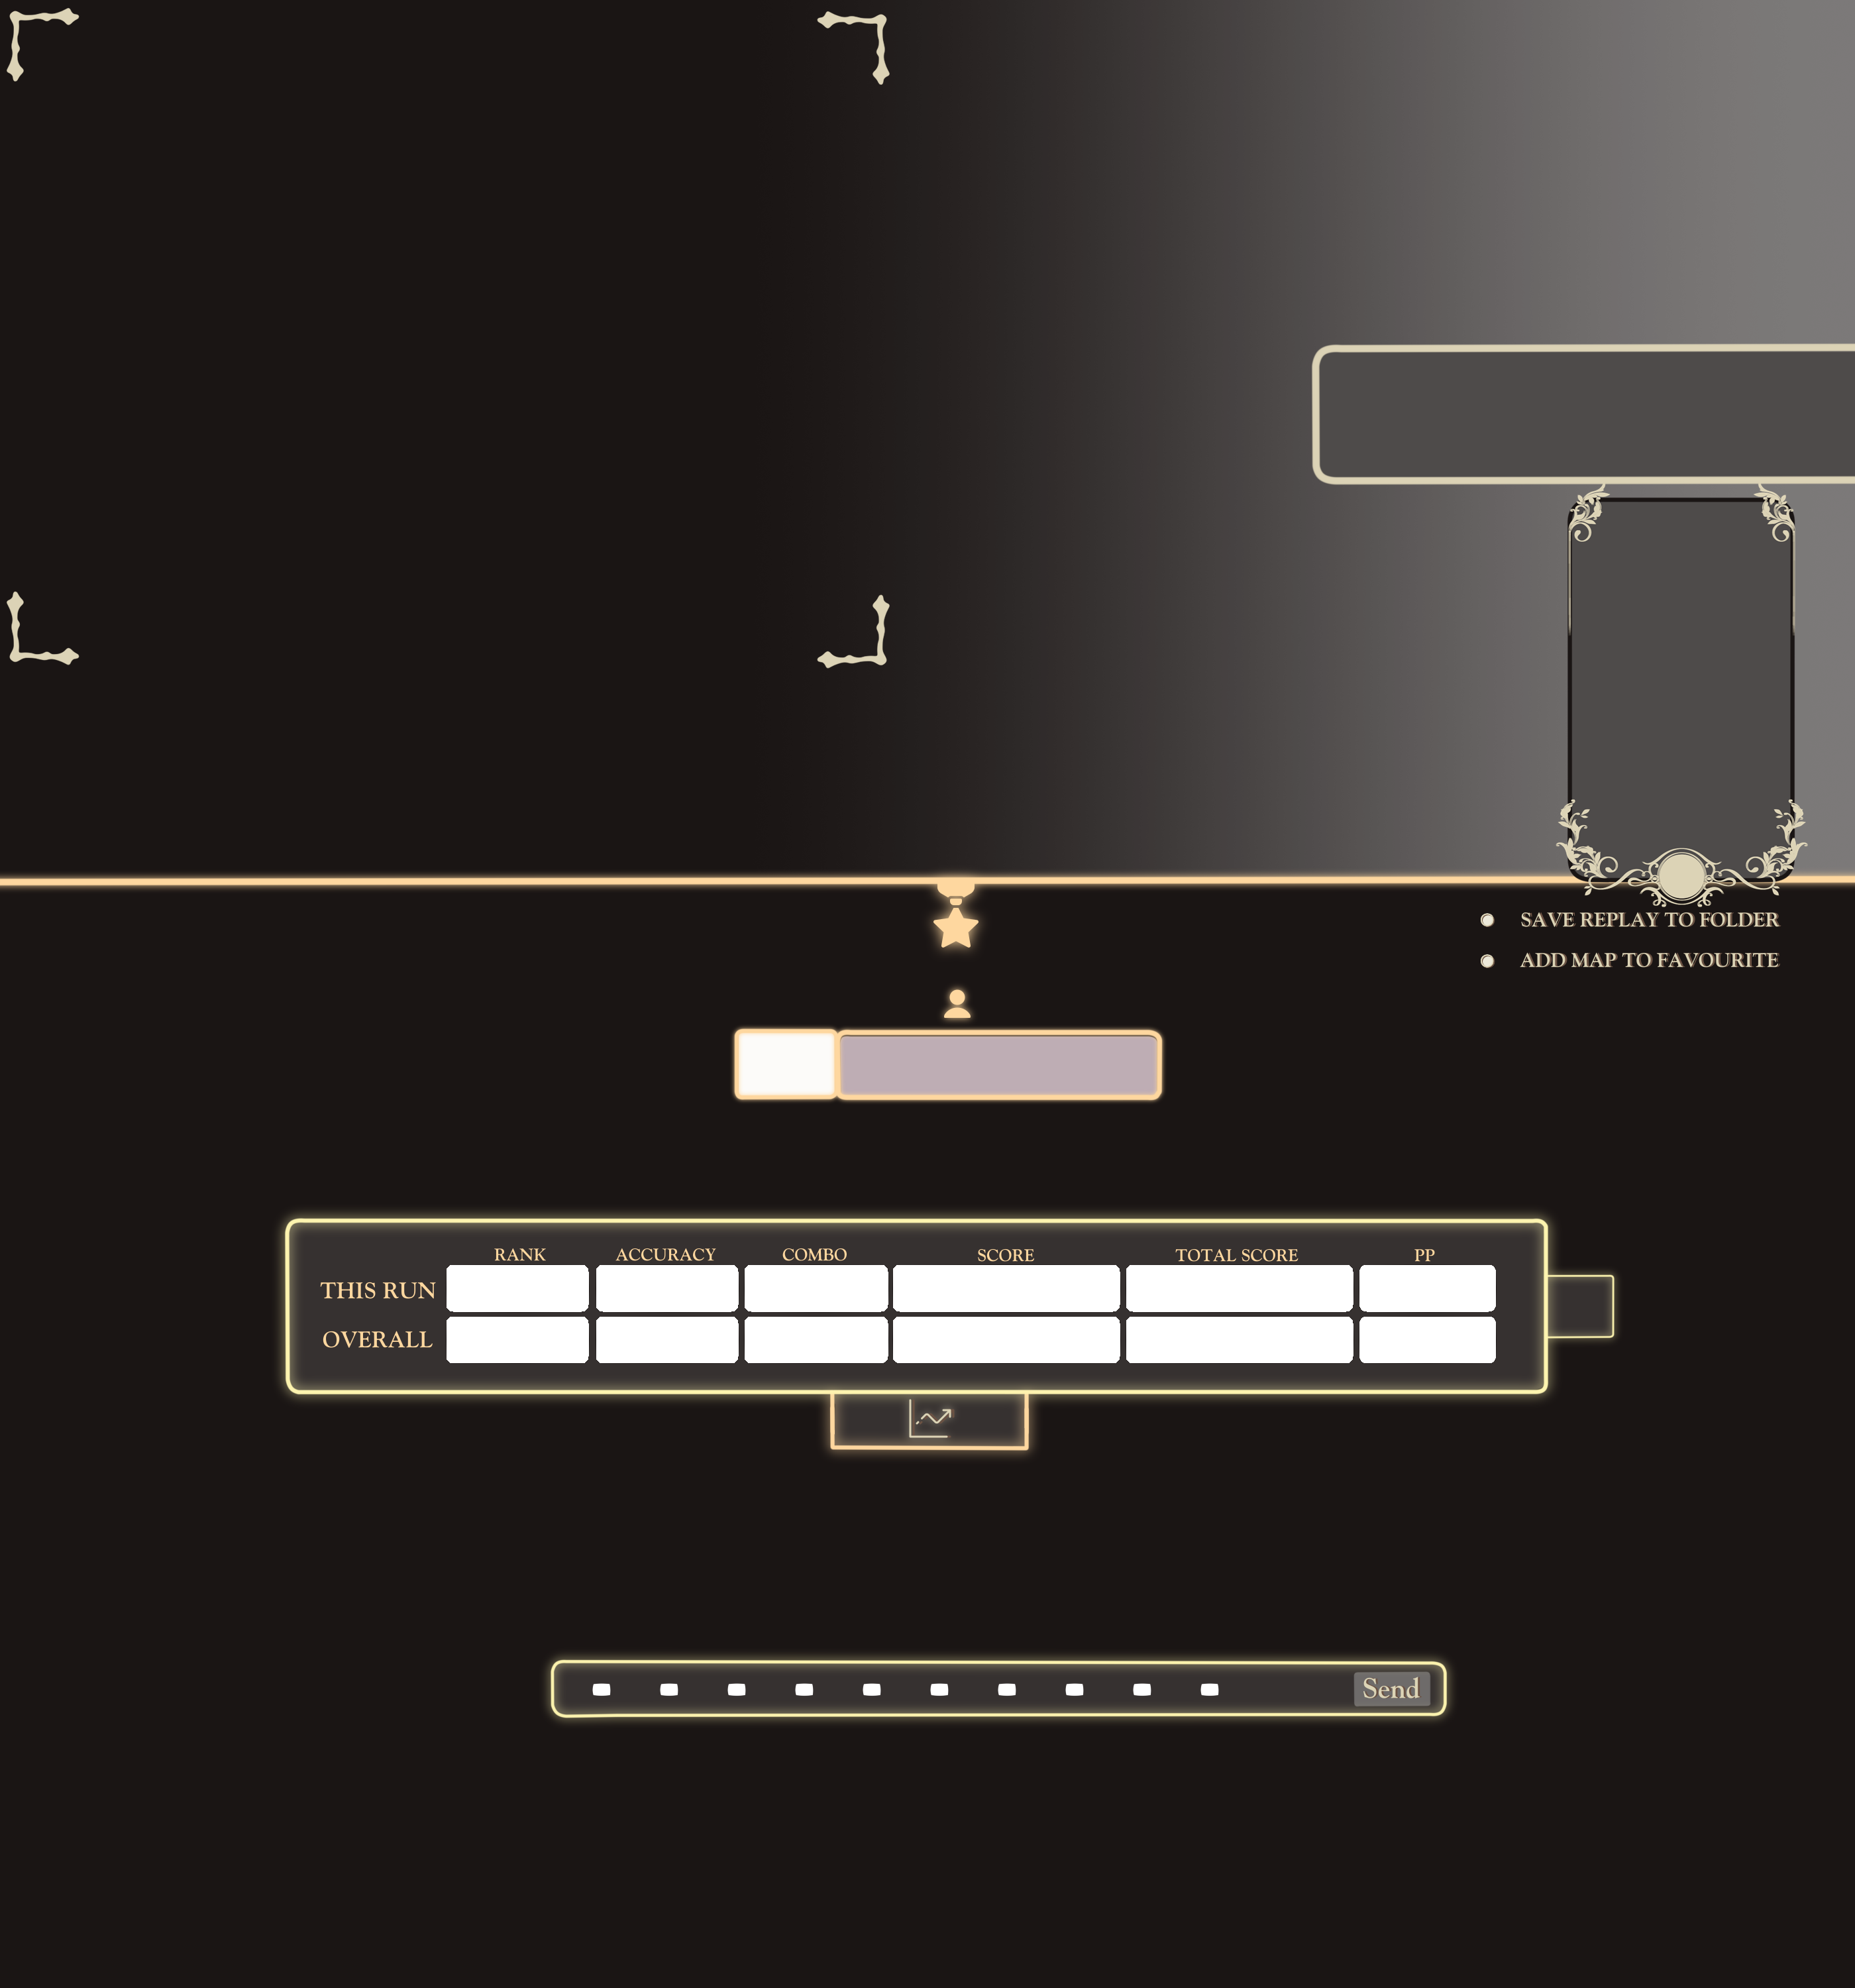 SAVE REPLAY TO FOLDER
ADD MAP TO FAVOURITE
RANK ACCURACY COMBO SCORE TOTAL SCORE PP
THIS RUN
OVERALL
Send